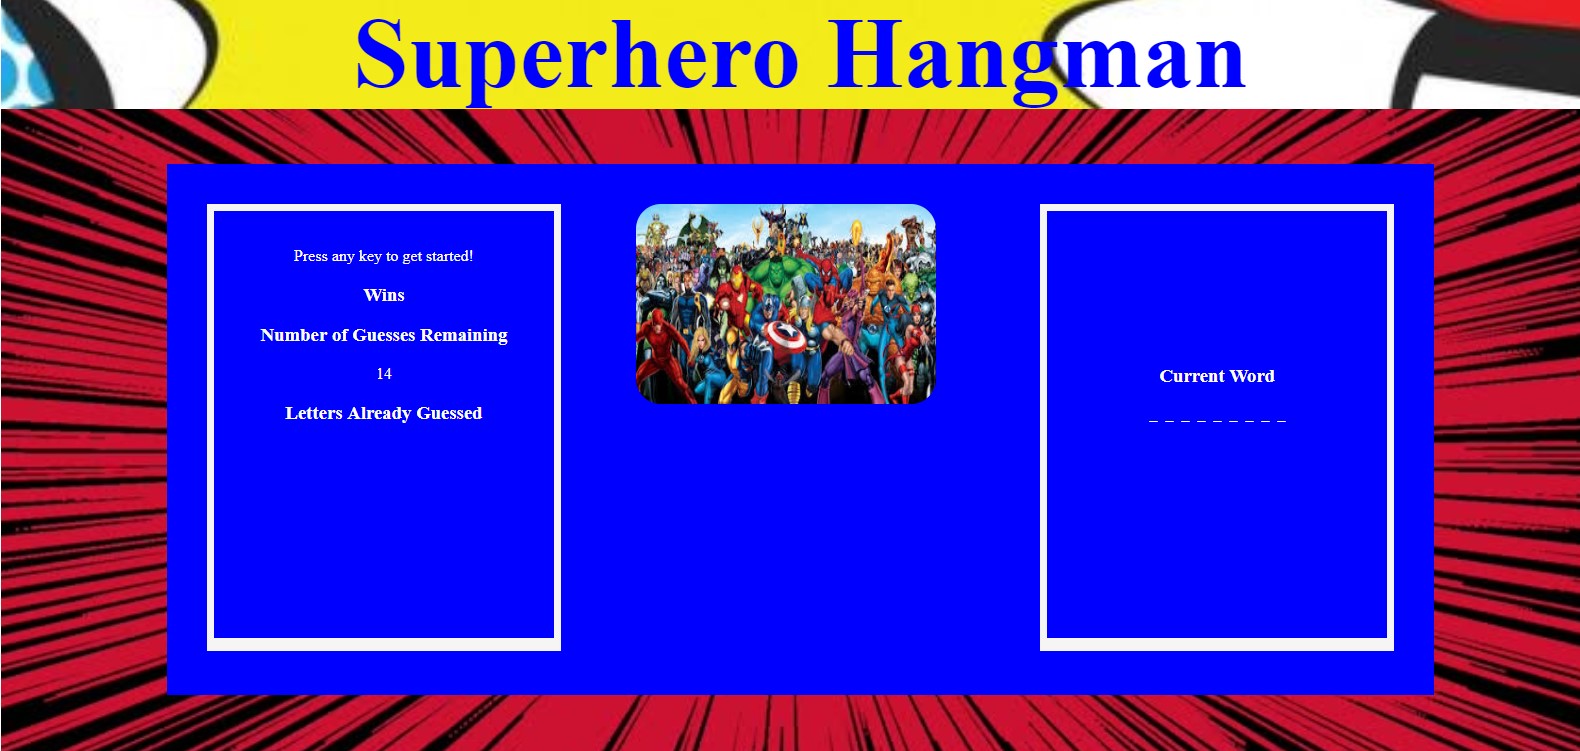 Superhero Hangman
Press any key to get started!
Wins
Number of Guesses Remaining
14
Letters Already Guessed
Current Word
_ _ _ _ _ _ _ _ _